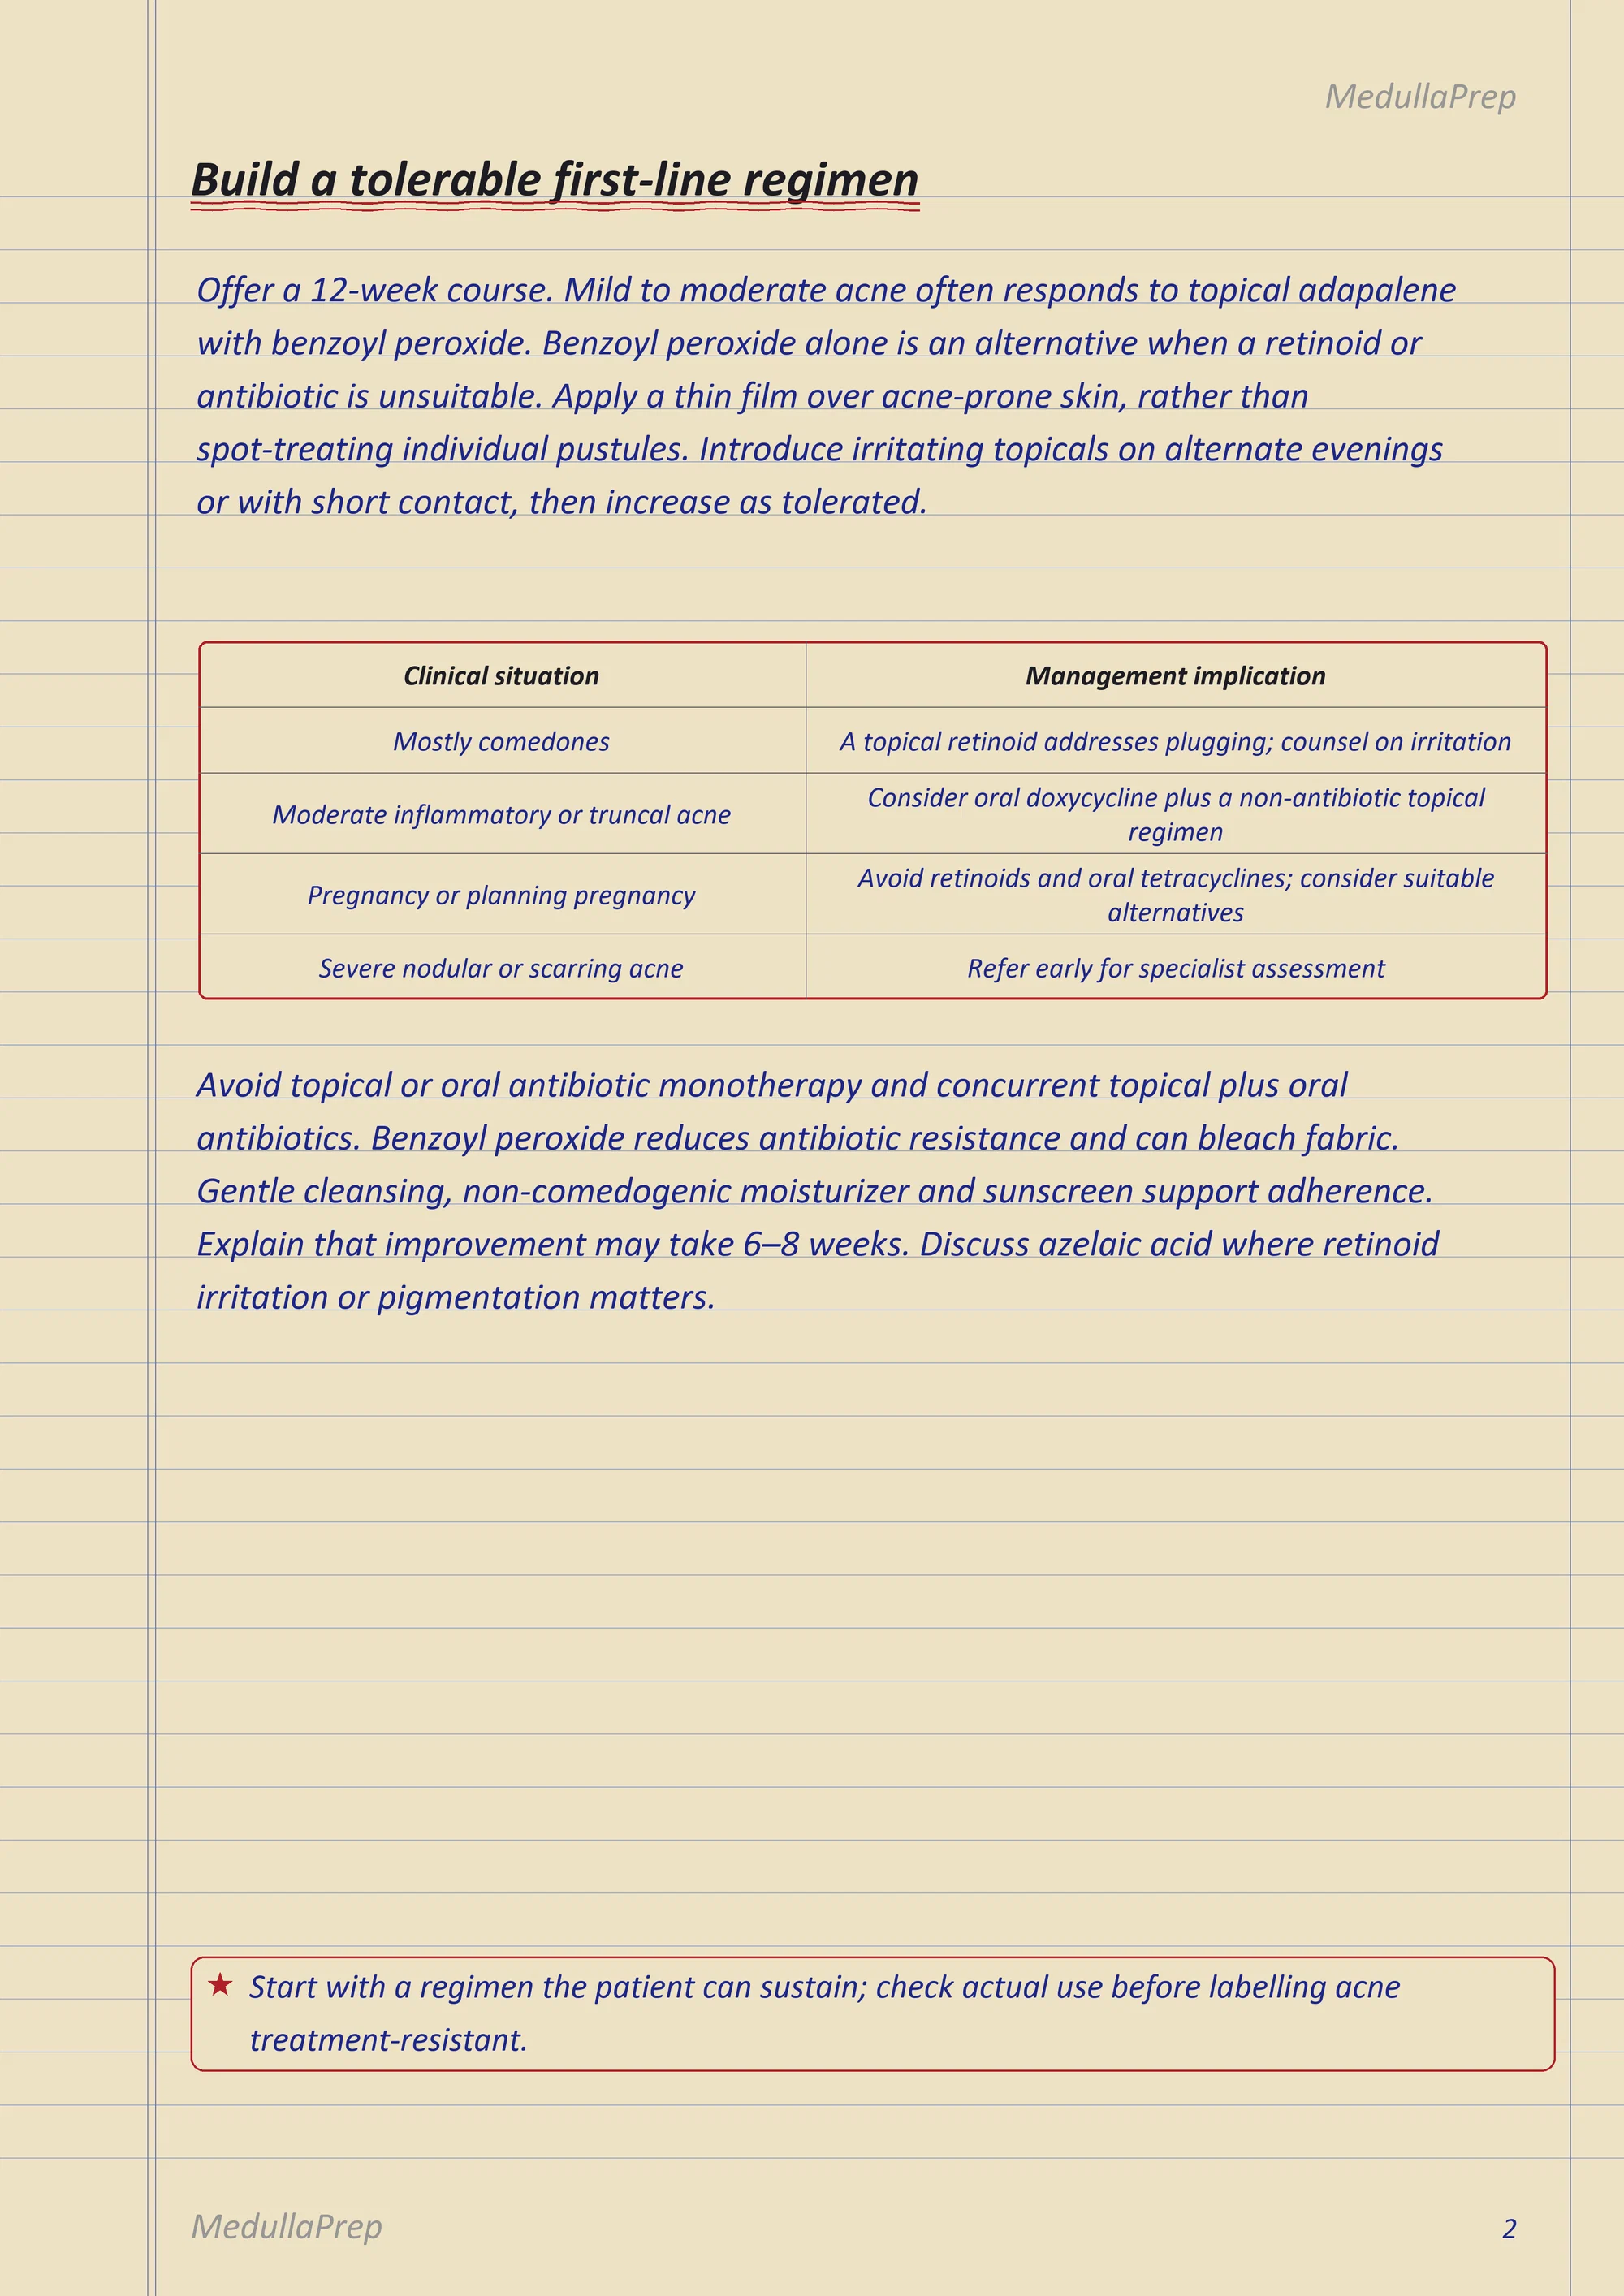 MedullaPrep
Build a tolerable first-line regimen
Offer a 12-week course. Mild to moderate acne often responds to topical adapalene
with benzoyl peroxide. Benzoyl peroxide alone is an alternative when a retinoid or
antibiotic is unsuitable. Apply a thin film over acne-prone skin, rather than
spot-treating individual pustules. Introduce irritating topicals on alternate evenings
or with short contact, then increase as tolerated.
Clinical situation
Management implication
Mostly comedones
A topical retinoid addresses plugging; counsel on irritation
Moderate inflammatory or truncal acne
Consider oral doxycycline plus a non-antibiotic topical
regimen
Pregnancy or planning pregnancy
Avoid retinoids and oral tetracyclines; consider suitable
alternatives
Severe nodular or scarring acne
Refer early for specialist assessment
Avoid topical or oral antibiotic monotherapy and concurrent topical plus oral
antibiotics. Benzoyl peroxide reduces antibiotic resistance and can bleach fabric.
Gentle cleansing, non-comedogenic moisturizer and sunscreen support adherence.
Explain that improvement may take 6–8 weeks. Discuss azelaic acid where retinoid
irritation or pigmentation matters.
★ Start with a regimen the patient can sustain; check actual use before labelling acne
treatment-resistant.
MedullaPrep
2